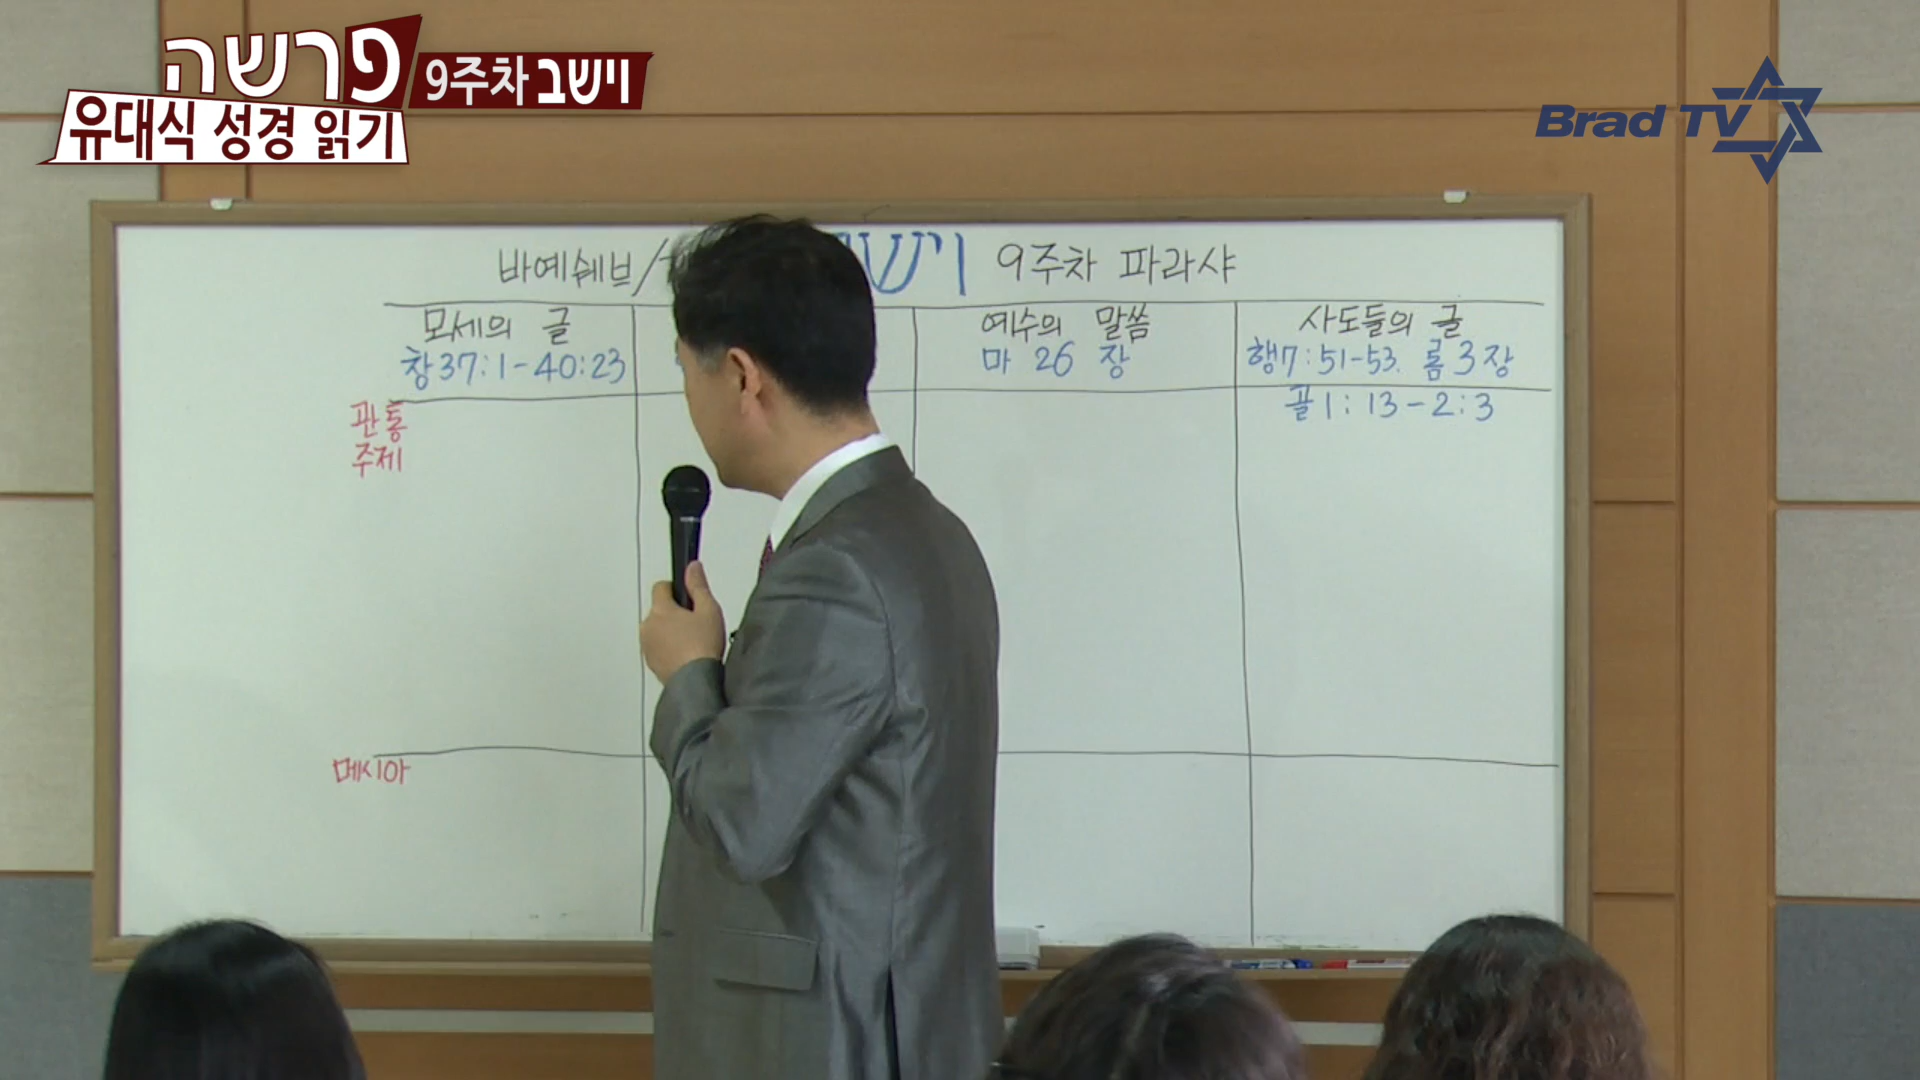 פרשה
9주차 וישב
유대식 성경 읽기
Brad TV
바예쉐브/ ויש 9주차 파라샤
모세의 글 예수의 말씀 사도들의 글
창37:1-40:23 마 26 장 행7:51-53. 롬 3장
골 1:13-2:3
관통
주제
메시아